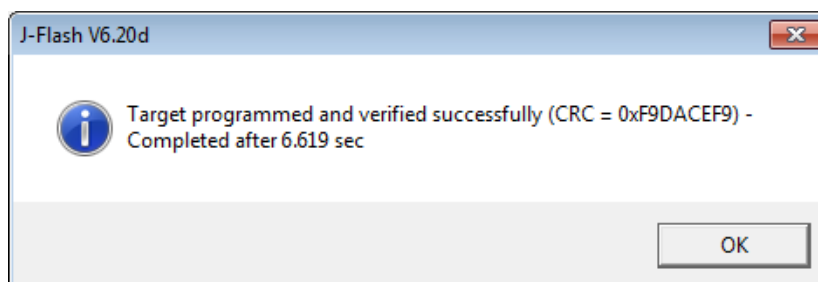 J-Flash V6.20d
Target programmed and verified successfully (CRC = 0xF9DACEF9) -
Completed after 6.619 sec
OK